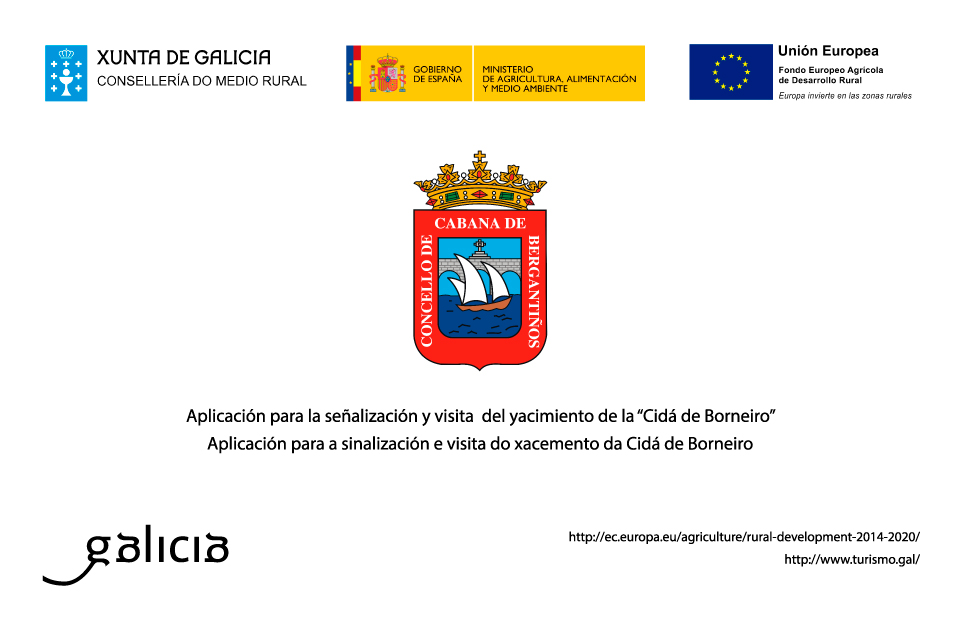 XUNTA DE GALICIA
CONSELLERÍA DO MEDIO RURAL
GOBIERNO
DE ESPAÑA
MINISTERIO
DE AGRICULTURA, ALIMENTACIÓN
Y MEDIO AMBIENTE
Unión Europea
Fondo Europeo Agrícola
de Desarrollo Rural
Europa invierte en las zonas rurales
CONCELLO DE
CABANA DE
BERGANTIÑOS
Aplicación para la señalización y visita  del yacimiento de la “Cidá de Borneiro”
Aplicación para a sinalización e visita do xacemento da Cidá de Borneiro
galicia
http://ec.europa.eu/agriculture/rural-development-2014-2020/
http://www.turismo.gal/